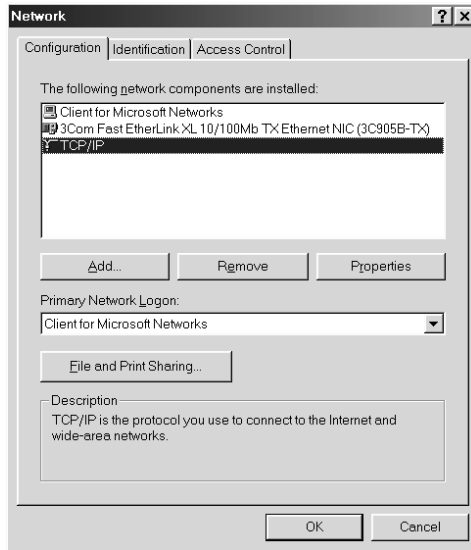 Network
Configuration Identification Access Control
The following network components are installed:
Client for Microsoft Networks
3Com Fast EtherLink XL 10/100Mb TX Ethernet NIC (3C905B-TX)
TCP/IP
Add... Remove Properties
Primary Network Logon:
Client for Microsoft Networks
File and Print Sharing...
Description
TCP/IP is the protocol you use to connect to the Internet and
wide-area networks.
OK Cancel